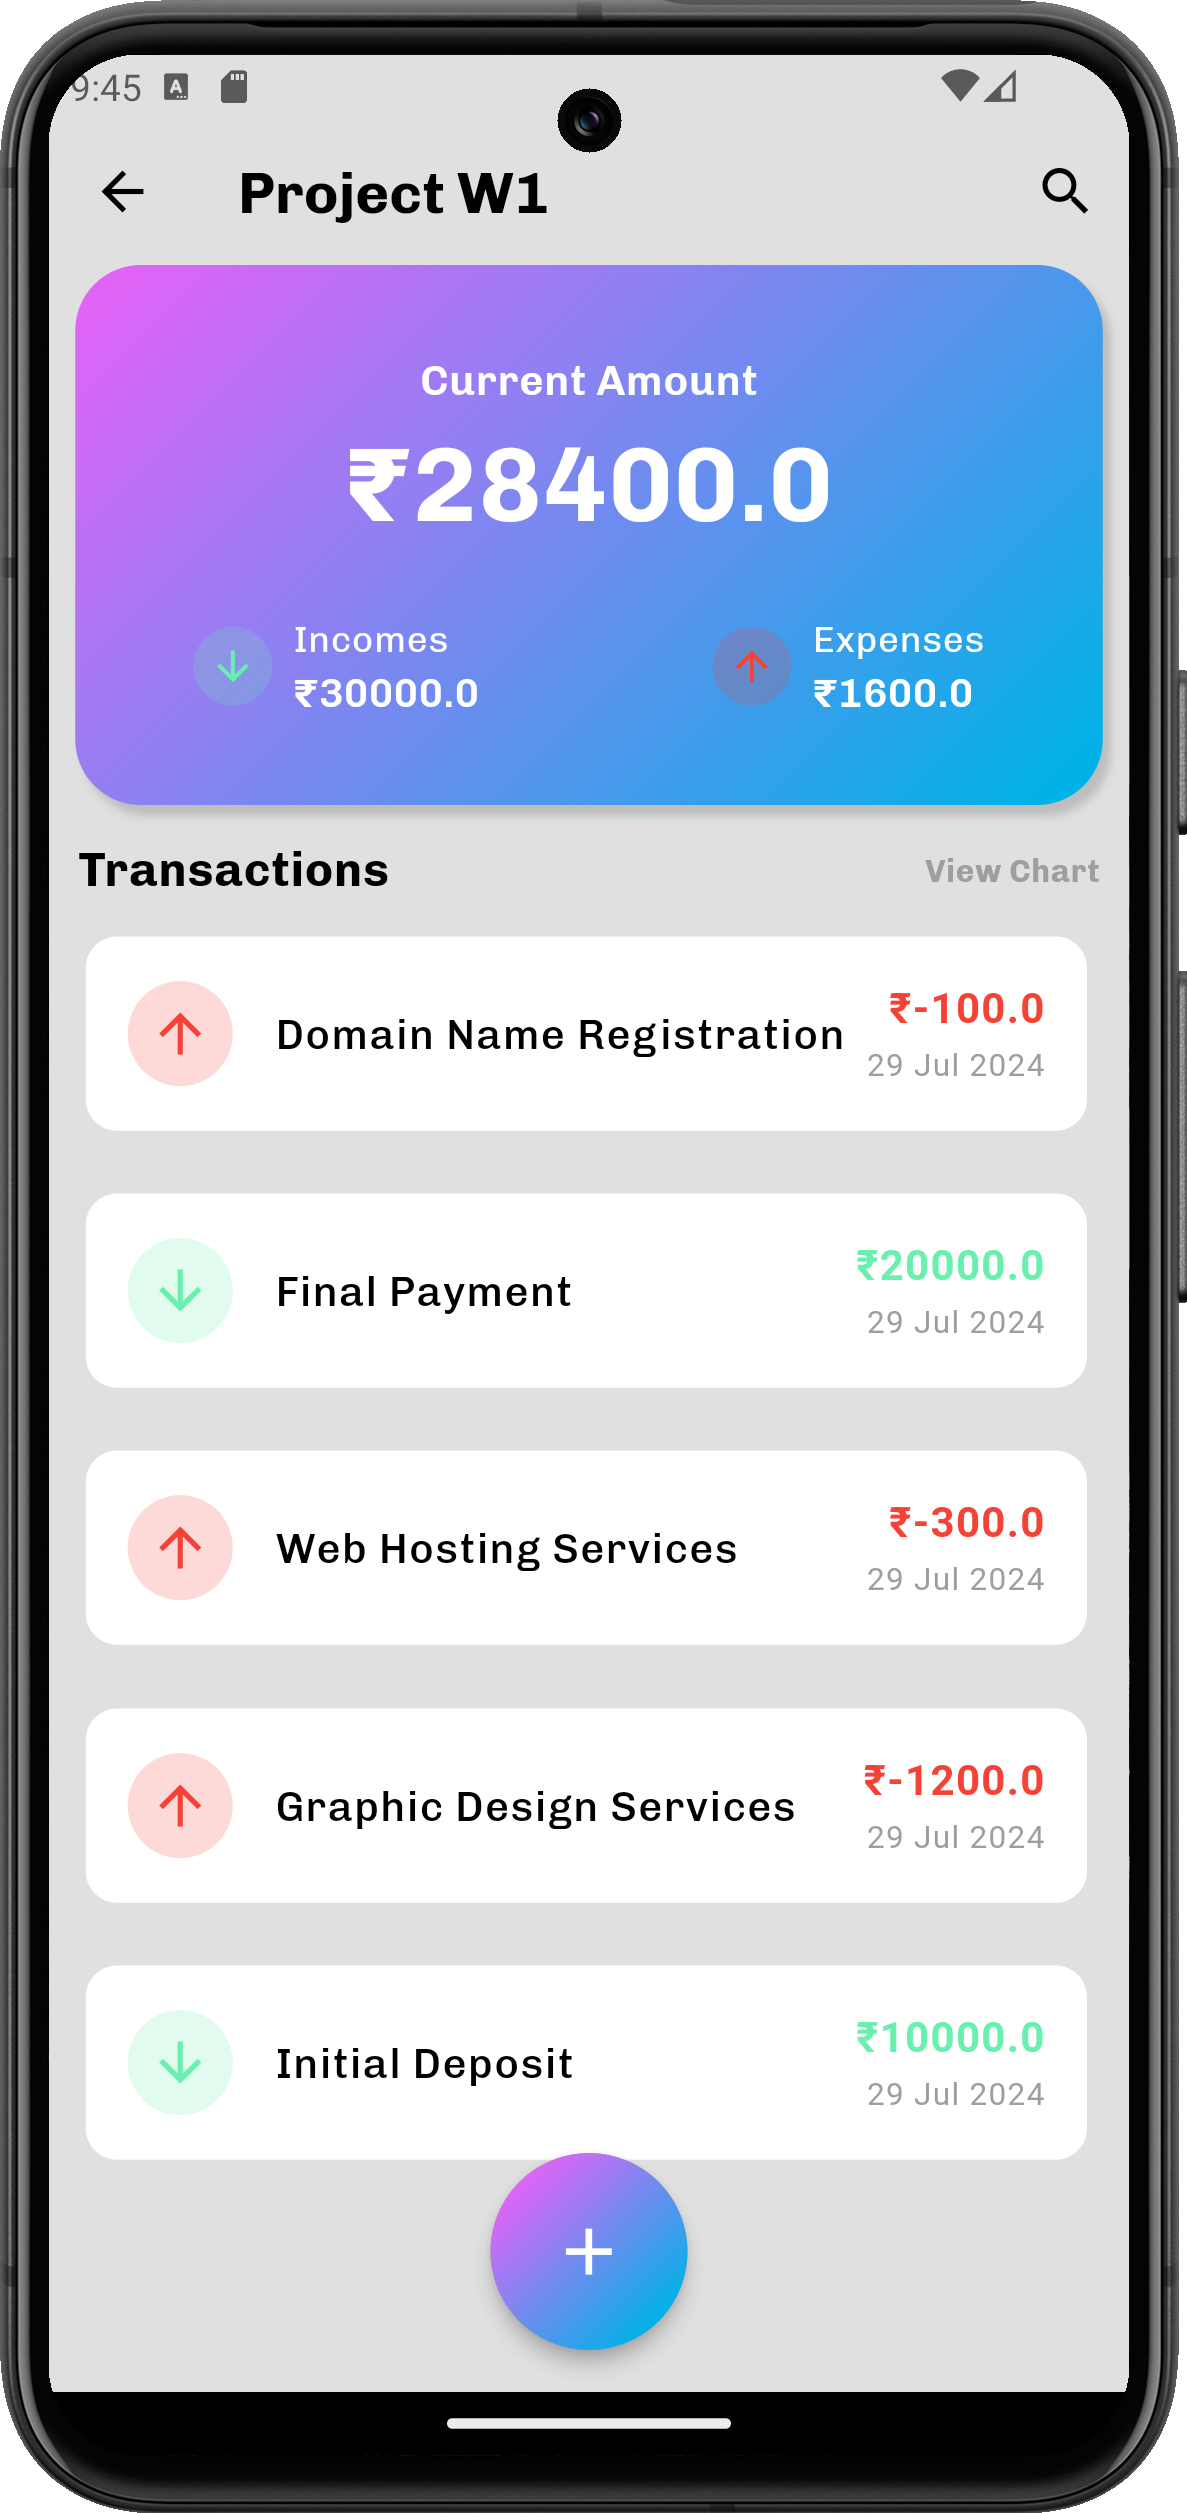 9:45
Project W1
Current Amount
₹28400.0
Incomes
₹30000.0
Expenses
₹1600.0
Transactions
View Chart
Domain Name Registration
₹-100.0
29 Jul 2024
Final Payment
₹20000.0
29 Jul 2024
Web Hosting Services
₹-300.0
29 Jul 2024
Graphic Design Services
₹-1200.0
29 Jul 2024
Initial Deposit
₹10000.0
29 Jul 2024